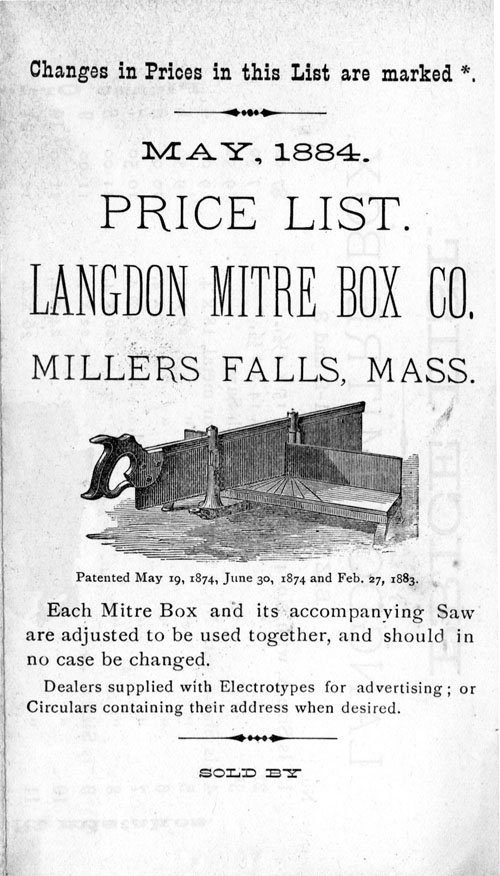 Changes in Prices in this List are marked *.
MAY, 1884.
PRICE LIST.
LANGDON MITRE BOX CO.
MILLERS FALLS, MASS.
Patented May 19, 1874, June 30, 1874 and Feb. 27, 1883.
Each Mitre Box and its accompanying Saw
are adjusted to be used together, and should in
no case be changed.
Dealers supplied with Electrotypes for advertising; or
Circulars containing their address when desired.
SOLD BY